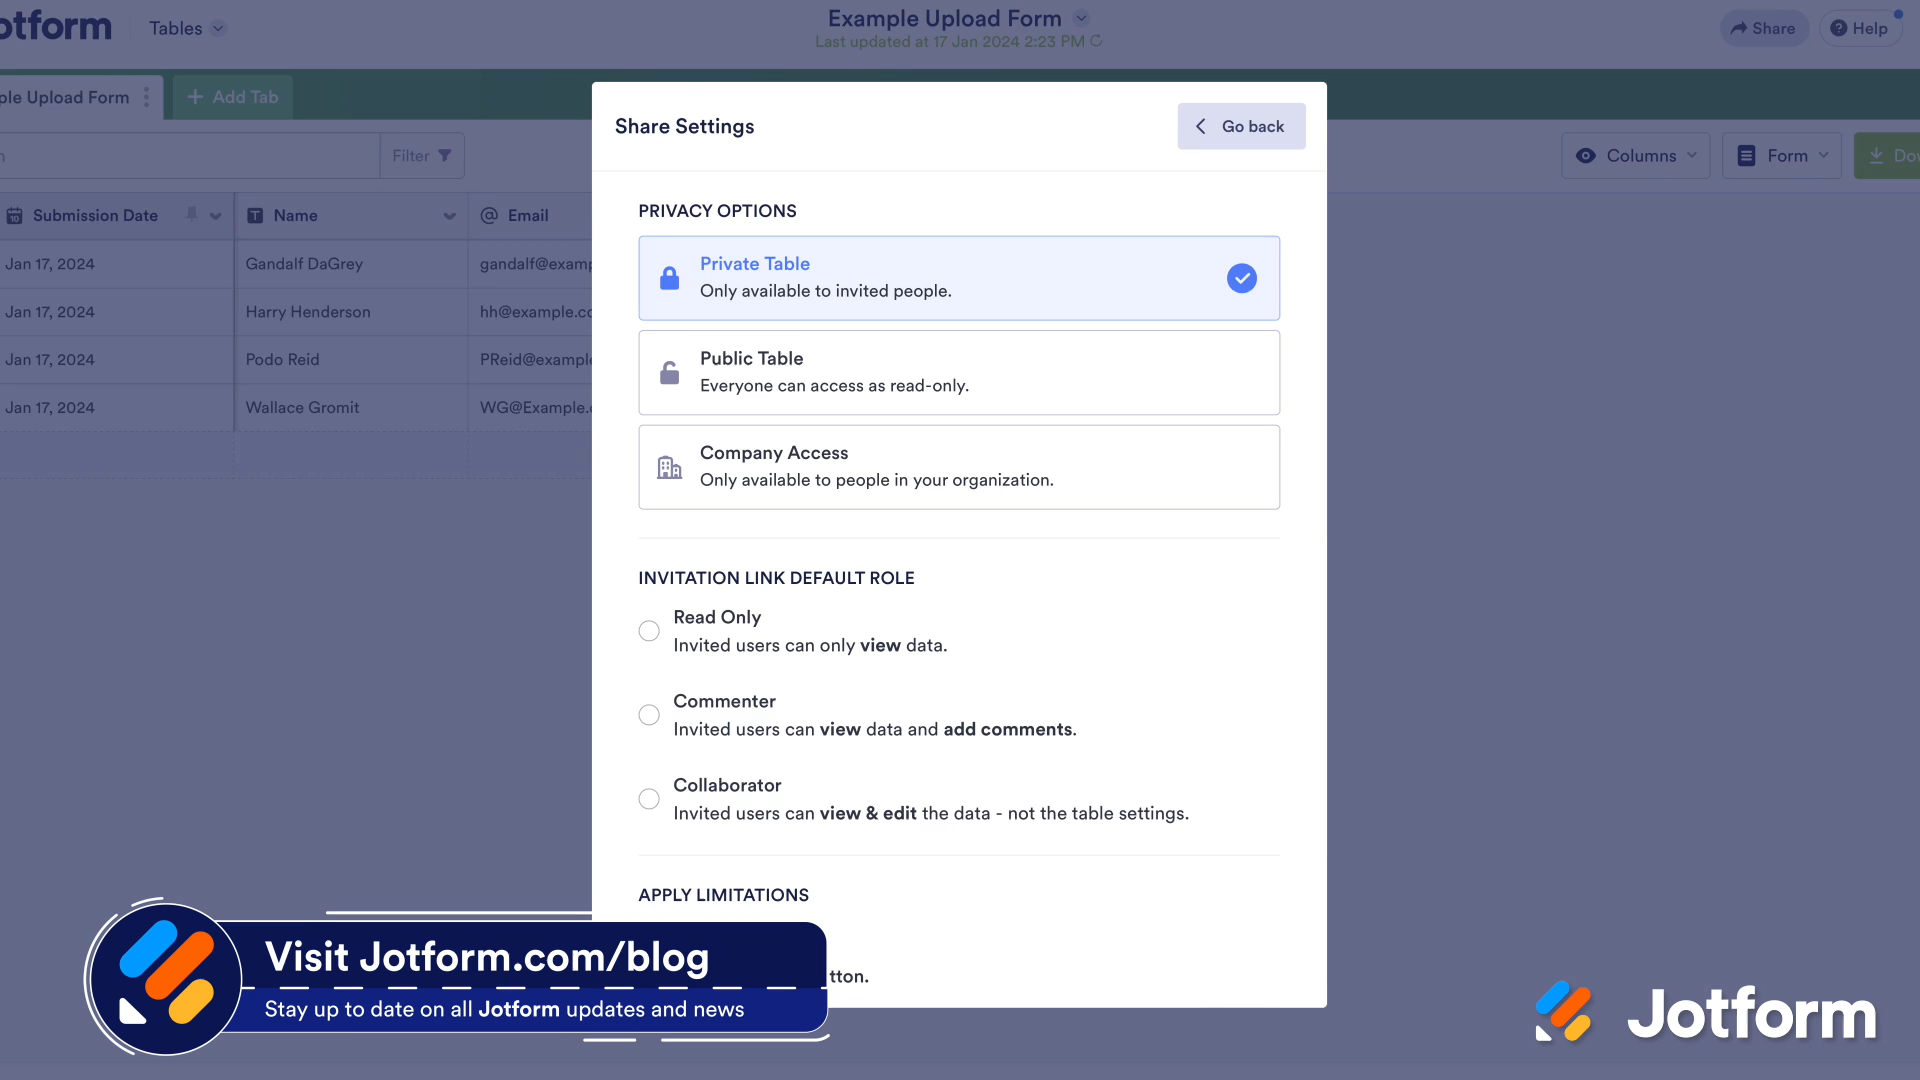 Jotform
Tables
Example Upload Form
Last updated at 17 Jan 2024 2:23 PM
Share
Help
Upload Form
Add Tab
Filter
Columns
Form
Submission Date
Name
Email
Jan 17, 2024
Gandalf DaGrey
gandalf@examp
Jan 17, 2024
Harry Henderson
hh@example.co
Jan 17, 2024
Podo Reid
PReid@example
Jan 17, 2024
Wallace Gromit
WG@Example.
Share Settings
Go back
PRIVACY OPTIONS
Private Table
Only available to invited people.
Public Table
Everyone can access as read-only.
Company Access
Only available to people in your organization.
INVITATION LINK DEFAULT ROLE
Read Only
Invited users can only view data.
Commenter
Invited users can view data and add comments.
Collaborator
Invited users can view & edit the data - not the table settings.
APPLY LIMITATIONS
tton.
Visit Jotform.com/blog
Stay up to date on all Jotform updates and news
Jotform